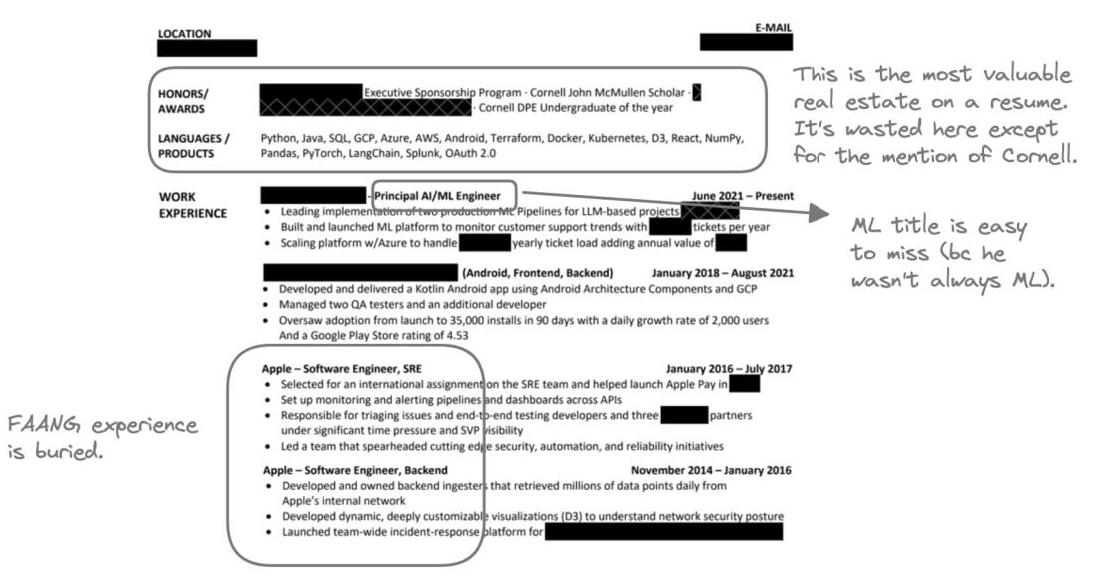 LOCATION
E-MAIL
HONORS/
AWARDS
Executive Sponsorship Program · Cornell John McMullen Scholar ·
· Cornell DPE Undergraduate of the year
LANGUAGES /
PRODUCTS
Python, Java, SQL, GCP, Azure, AWS, Android, Terraform, Docker, Kubernetes, D3, React, NumPy,
Pandas, PyTorch, LangChain, Splunk, OAuth 2.0
This is the most valuable
real estate on a resume.
It's wasted here except
for the mention of Cornell.
WORK
EXPERIENCE
- Principal AI/ML Engineer June 2021 – Present
• Leading implementation of two production ML Pipelines for LLM-based projects
• Built and launched ML platform to monitor customer support trends with tickets per year
• Scaling platform w/Azure to handle yearly ticket load adding annual value of
ML title is easy
to miss (bc he
wasn't always ML).
(Android, Frontend, Backend) January 2018 – August 2021
• Developed and delivered a Kotlin Android app using Android Architecture Components and GCP
• Managed two QA testers and an additional developer
• Oversaw adoption from launch to 35,000 installs in 90 days with a daily growth rate of 2,000 users
And a Google Play Store rating of 4.53
Apple – Software Engineer, SRE January 2016 – July 2017
• Selected for an international assignment on the SRE team and helped launch Apple Pay in
• Set up monitoring and alerting pipelines and dashboards across APIs
• Responsible for triaging issues and end-to-end testing developers and three partners
under significant time pressure and SVP visibility
• Led a team that spearheaded cutting edge security, automation, and reliability initiatives
FAANG experience
is buried.
Apple – Software Engineer, Backend November 2014 – January 2016
• Developed and owned backend ingesters that retrieved millions of data points daily from
Apple's internal network
• Developed dynamic, deeply customizable visualizations (D3) to understand network security posture
• Launched team-wide incident-response platform for